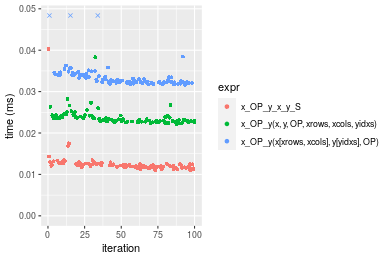 0.05
0.04
0.03
0.02
0.01
0.00
time (ms)
0 25 50 75 100
iteration
expr
x_OP_y_x_y_S
x_OP_y(x, y, OP, xrows, xcols, yidxs)
x_OP_y(x[xrows, xcols], y[yidxs], OP)